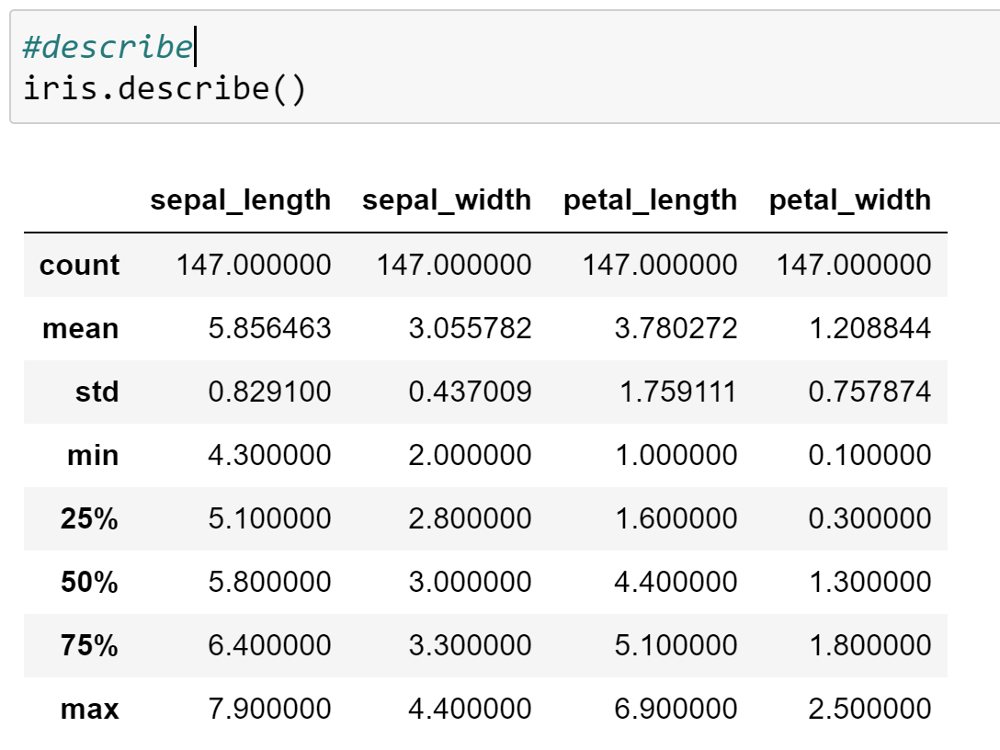 #describe
iris.describe()
sepal_length sepal_width petal_length petal_width
count 147.000000 147.000000 147.000000 147.000000
mean 5.856463 3.055782 3.780272 1.208844
std 0.829100 0.437009 1.759111 0.757874
min 4.300000 2.000000 1.000000 0.100000
25% 5.100000 2.800000 1.600000 0.300000
50% 5.800000 3.000000 4.400000 1.300000
75% 6.400000 3.300000 5.100000 1.800000
max 7.900000 4.400000 6.900000 2.500000